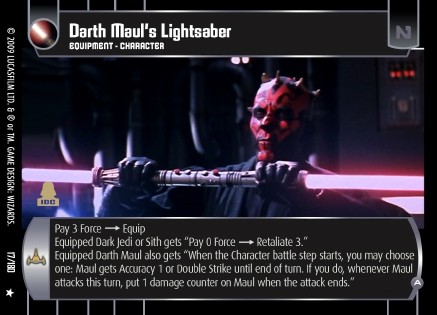 Darth Maul's Lightsaber
EQUIPMENT - CHARACTER
© 2009 LUCASFILM LTD. & ® or TM. GAME DESIGN: WIZARDS.
17/180
IDC
Pay 3 Force → Equip
Equipped Dark Jedi or Sith gets "Pay 0 Force → Retaliate 3."
Equipped Darth Maul also gets "When the Character battle step starts, you may choose
one: Maul gets Accuracy 1 or Double Strike until end of turn. If you do, whenever Maul
attacks this turn, put 1 damage counter on Maul when the attack ends."
A